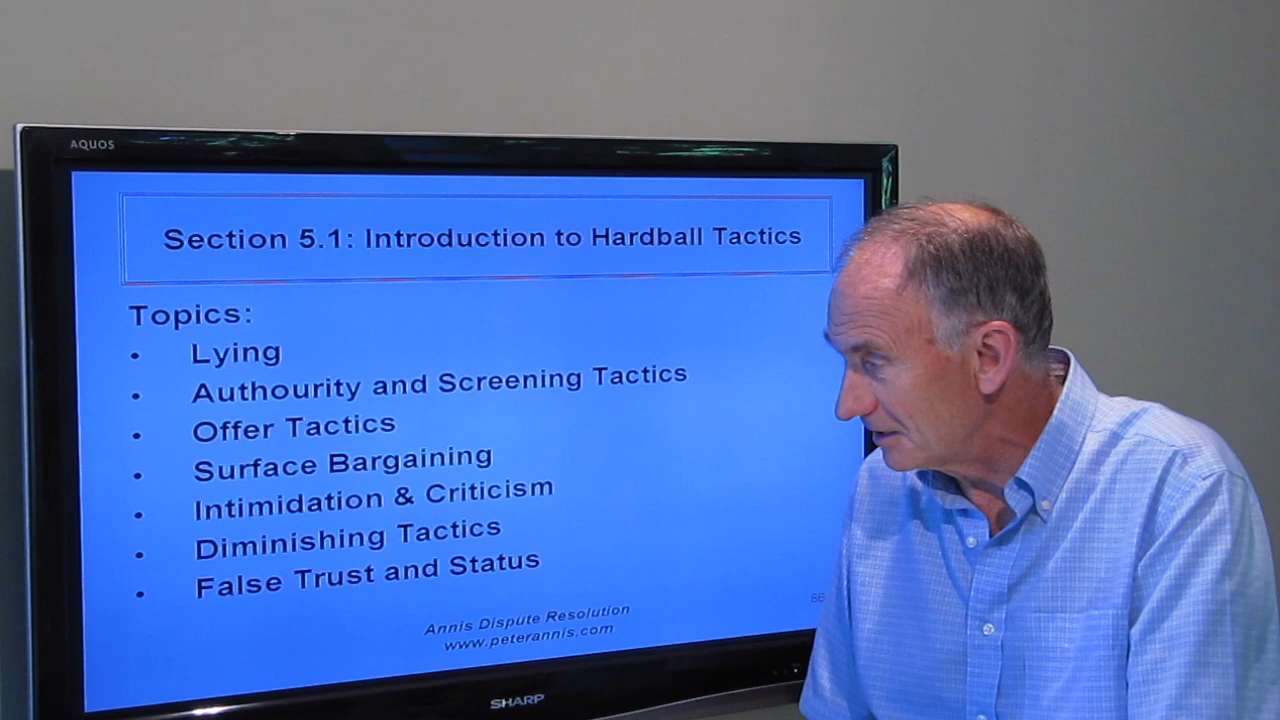 AQUOS
Section 5.1: Introduction to Hardball Tactics
Topics:
• Lying
• Authourity and Screening Tactics
• Offer Tactics
• Surface Bargaining
• Intimidation & Criticism
• Diminishing Tactics
• False Trust and Status
Annis Dispute Resolution
www.peterannis.com
SHARP